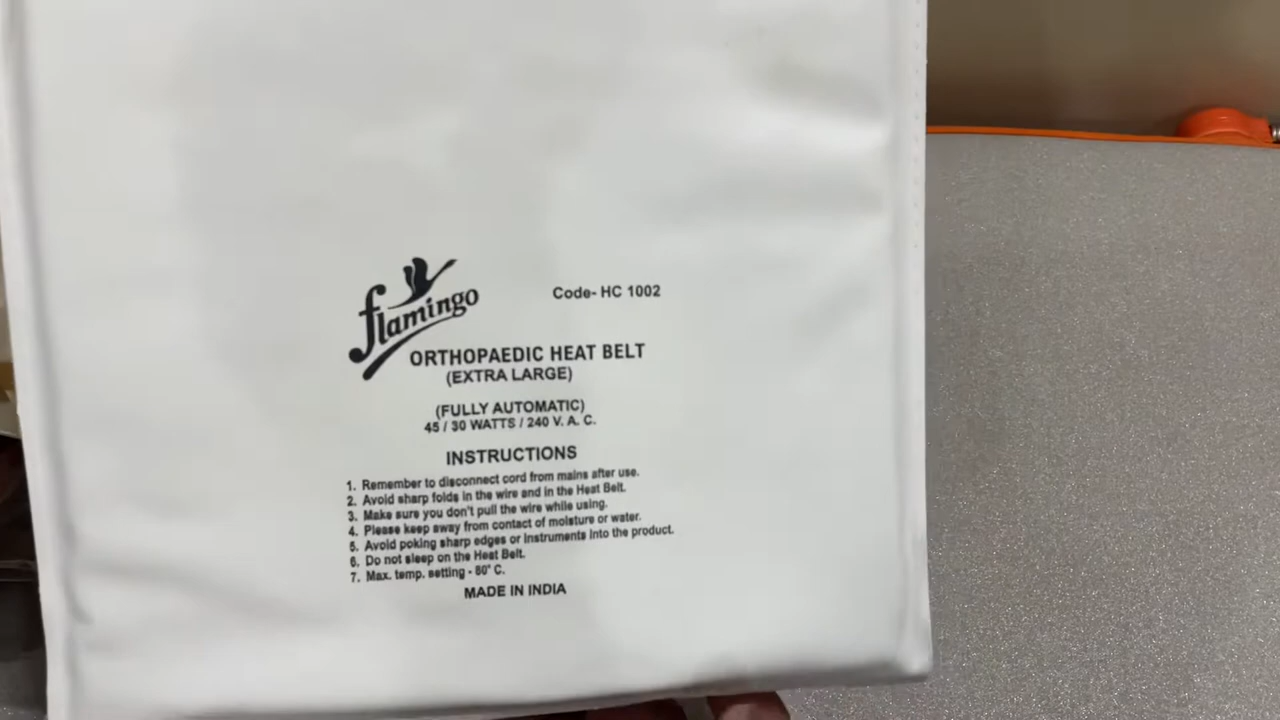 flamingo
Code- HC 1002
ORTHOPAEDIC HEAT BELT
(EXTRA LARGE)
(FULLY AUTOMATIC)
45 / 30 WATTS / 240 V. A. C.
INSTRUCTIONS
1. Remember to disconnect cord from mains after use.
2. Avoid sharp folds in the wire and in the Heat Belt.
3. Make sure you don't pull the wire while using.
4. Please keep away from contact of moisture or water.
5. Avoid poking sharp edges or Instruments Into the product.
6. Do not sleep on the Heat Belt.
7. Max. temp. setting - 80° C.
MADE IN INDIA